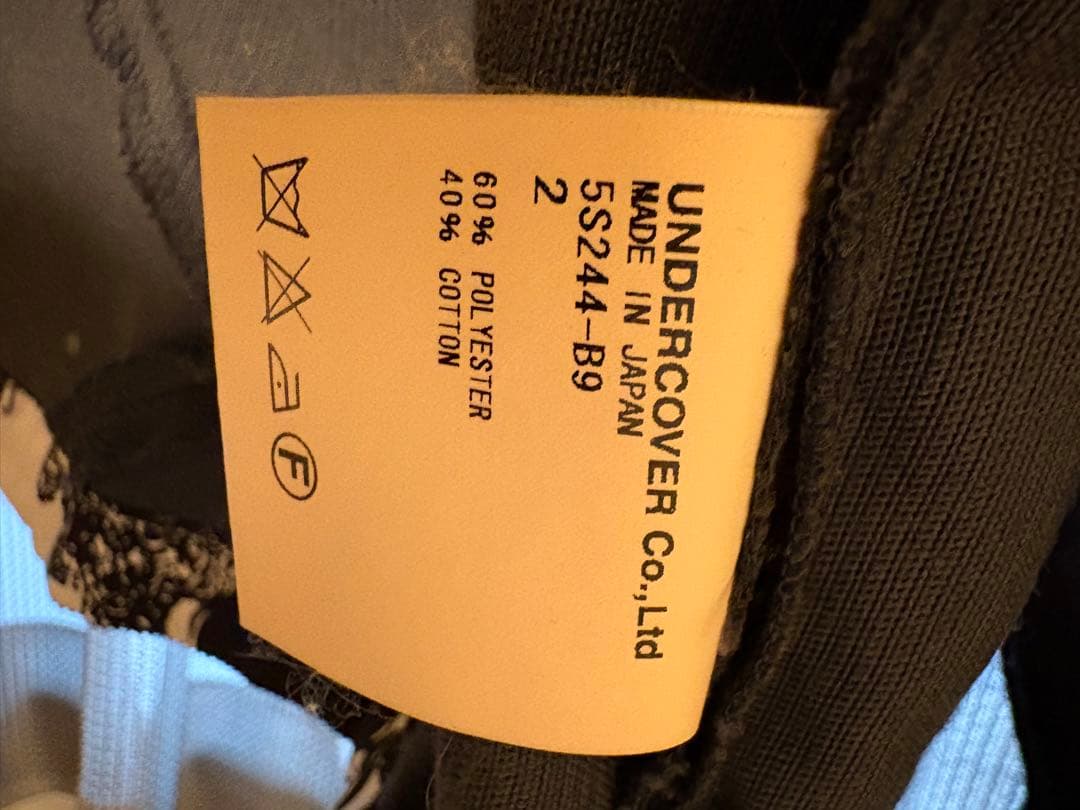 UNDERCOVER Co.,Ltd
MADE IN JAPAN
5S244-B9
2
60% POLYESTER
40% COTTON
F